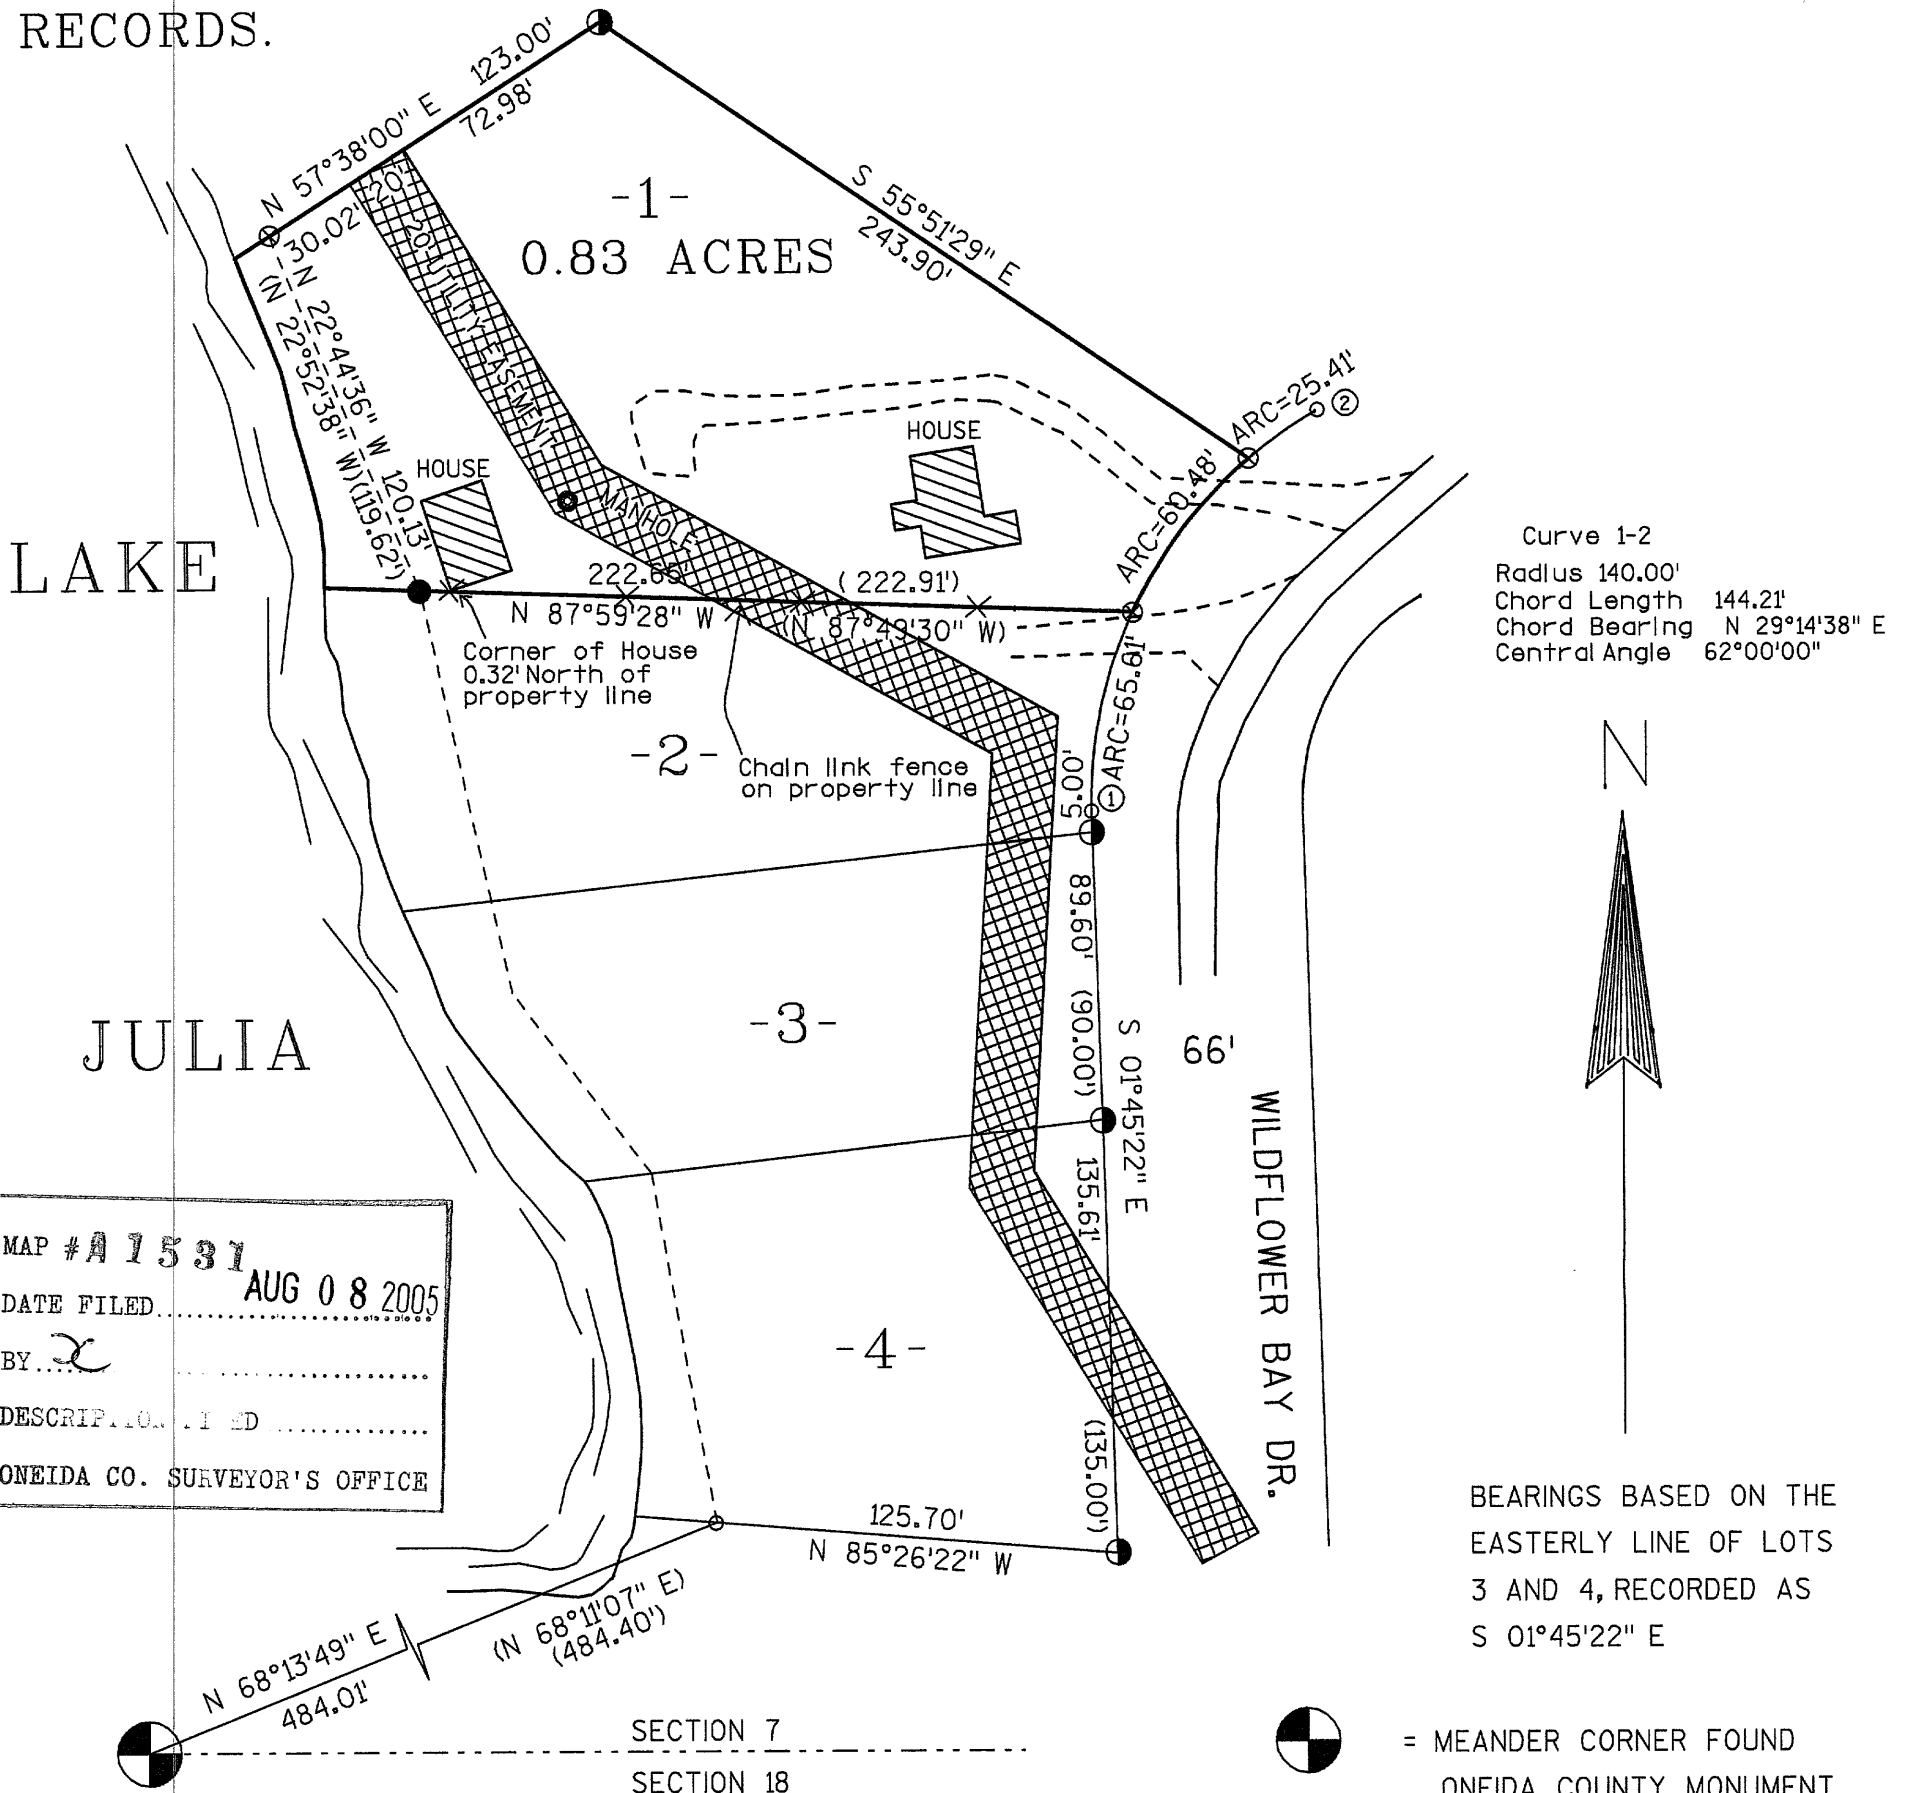 RECORDS.
N 57°38'00" E 123.00'
72.98'
30.02'
20'
20' UTILITY EASEMENT
-1-
0.83 ACRES
S 55°51'29" E
243.90'
N 22°44'36" W 120.13'
(N 22°52'38" W)(119.62')
HOUSE
MANHOLE
HOUSE
ARC=25.41'
2
ARC=60.48'
Curve 1-2
Radius 140.00'
Chord Length 144.21'
Chord Bearing N 29°14'38" E
Central Angle 62°00'00"
LAKE
222.65'
(222.91')
N 87°59'28" W
(N 87°49'30" W)
Corner of House
0.32' North of
property line
ARC=65.61'
N
-2-
Chain link fence
on property line
5.00'
1
89.60' (90.00')
-3-
JULIA
S 01°45'22" E
66'
WILDFLOWER BAY DR.
135.61'
(135.00')
MAP #A 1531
DATE FILED AUG 08 2005
BY
ONEIDA CO. SURVEYOR'S OFFICE
-4-
125.70'
N 85°26'22" W
BEARINGS BASED ON THE
EASTERLY LINE OF LOTS
3 AND 4, RECORDED AS
S 01°45'22" E
N 68°13'49" E
484.01'
(N 68°11'07" E)
(484.40')
SECTION 7
SECTION 18
= MEANDER CORNER FOUND
ONEIDA COUNTY MONUMENT